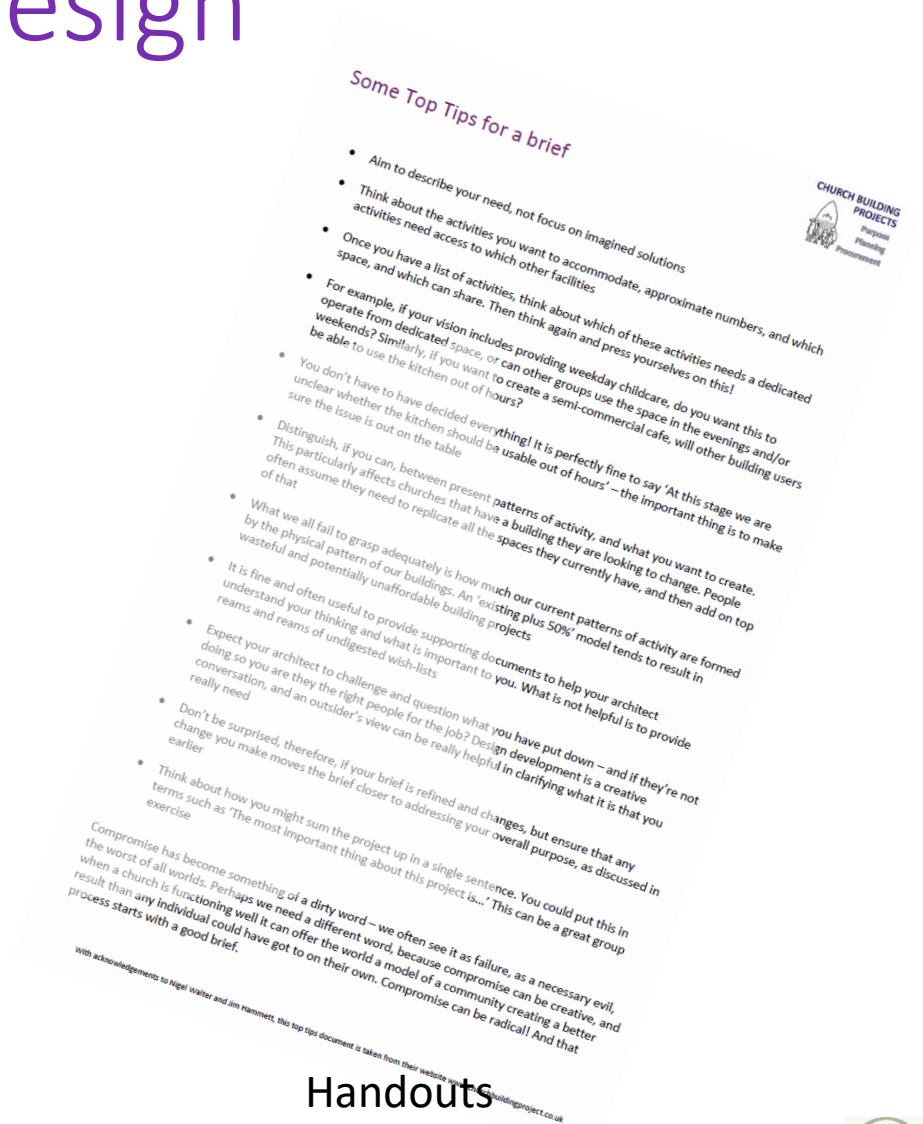 esign
Some Top Tips for a brief
CHURCH BUILDING
PROJECTS
Purpose
Planning
Procurement
• Aim to describe your need, not focus on imagined solutions
• Think about the activities you want to accommodate, approximate numbers, and which
activities need access to which other facilities
• Once you have a list of activities, think about which of these activities needs a dedicated
space, and which can share. Then think again and press yourselves on this!
• For example, if your vision includes providing weekday childcare, do you want this to
operate from dedicated space, or can other groups use the space in the evenings and/or
weekends? Similarly, if you want to create a semi-commercial cafe, will other building users
be able to use the kitchen out of hours?
• You don't have to have decided everything! It is perfectly fine to say 'At this stage we are
unclear whether the kitchen should be usable out of hours' – the important thing is to make
sure the issue is out on the table
• Distinguish, if you can, between present patterns of activity, and what you want to create.
This particularly affects churches that have a building they are looking to change. People
often assume they need to replicate all the spaces they currently have, and then add on top
of that
• What we all fail to grasp adequately is how much our current patterns of activity are formed
by the physical pattern of our buildings. An 'existing plus 50%' model tends to result in
wasteful and potentially unaffordable building projects
• It is fine and often useful to provide supporting documents to help your architect
understand your thinking and what is important to you. What is not helpful is to provide
reams and reams of undigested wish-lists
• Expect your architect to challenge and question what you have put down – and if they're not
doing so you are they the right people for the job? Design development is a creative
conversation, and an outsider's view can be really helpful in clarifying what it is that you
really need
• Don't be surprised, therefore, if your brief is refined and changes, but ensure that any
change you make moves the brief closer to addressing your overall purpose, as discussed in
earlier
• Think about how you might sum the project up in a single sentence. You could put this in
terms such as 'The most important thing about this project is...' This can be a great group
exercise
Compromise has become something of a dirty word – we often see it as failure, as a necessary evil,
the worst of all worlds. Perhaps we need a different word, because compromise can be creative, and
when a church is functioning well it can offer the world a model of a community creating a better
result than any individual could have got to on their own. Compromise can be radical! And that
process starts with a good brief.
With acknowledgements to Nigel Walter and Jim Hammett, this top tips document is taken from their website buildingproject.co.uk
Handouts